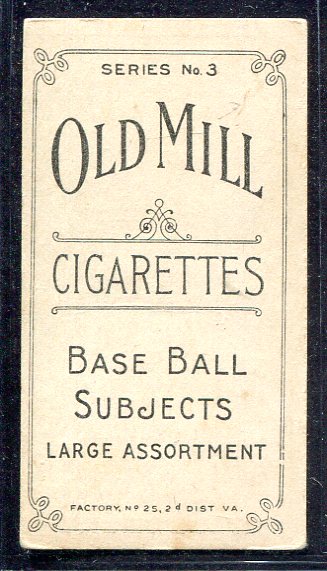 SERIES No. 3
OLD MILL
CIGARETTES
BASE BALL
SUBJECTS
LARGE ASSORTMENT
FACTORY, No 25, 2d DIST VA.